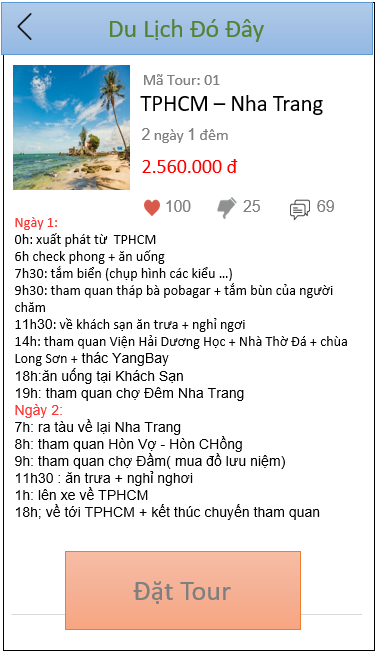 Du Lịch Đó Đây
Mã Tour: 01
TPHCM – Nha Trang
2 ngày 1 đêm
2.560.000 đ
100
25
69
Ngày 1:
0h: xuất phát từ TPHCM
6h check phong + ăn uống
7h30: tắm biển (chụp hình các kiểu ...)
9h30: tham quan tháp bà pobagar + tắm bùn của người
chăm
11h30: về khách sạn ăn trưa + nghỉ ngơi
14h: tham quan Viện Hải Dương Học + Nhà Thờ Đá + chùa
Long Sơn + thác YangBay
18h:ăn uống tại Khách Sạn
19h: tham quan chợ Đêm Nha Trang
Ngày 2:
7h: ra tàu về lại Nha Trang
8h: tham quan Hòn Vợ - Hòn CHồng
9h: tham quan chợ Đầm( mua đồ lưu niệm)
11h30 : ăn trưa + nghỉ nghơi
1h: lên xe về TPHCM
18h; về tới TPHCM + kết thúc chuyến tham quan
Đặt Tour